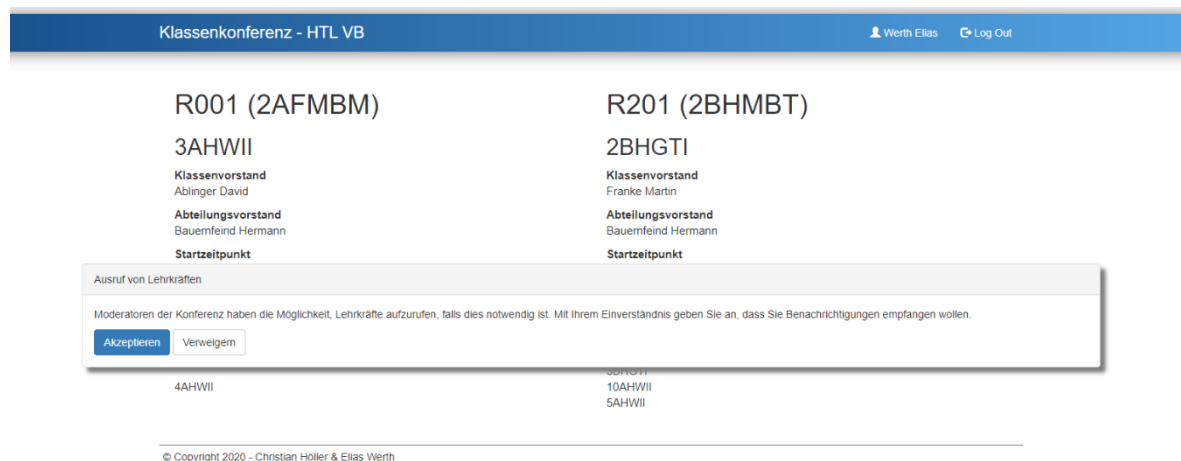 Klassenkonferenz - HTL VB
Werth Elias
Log Out
R001 (2AFMBM)
3AHWII
Klassenvorstand
Ablinger David
Abteilungsvorstand
Bauernfeind Hermann
Startzeitpunkt
R201 (2BHMBT)
2BHGTI
Klassenvorstand
Franke Martin
Abteilungsvorstand
Bauernfeind Hermann
Startzeitpunkt
Ausruf von Lehrkräften
Moderatoren der Konferenz haben die Möglichkeit, Lehrkräfte aufzurufen, falls dies notwendig ist. Mit Ihrem Einverständnis geben Sie an, dass Sie Benachrichtigungen empfangen wollen.
Akzeptieren
Verweigern
4AHWII
3BHGTI
10AHWII
5AHWII
© Copyright 2020 - Christian Höller & Elias Werth